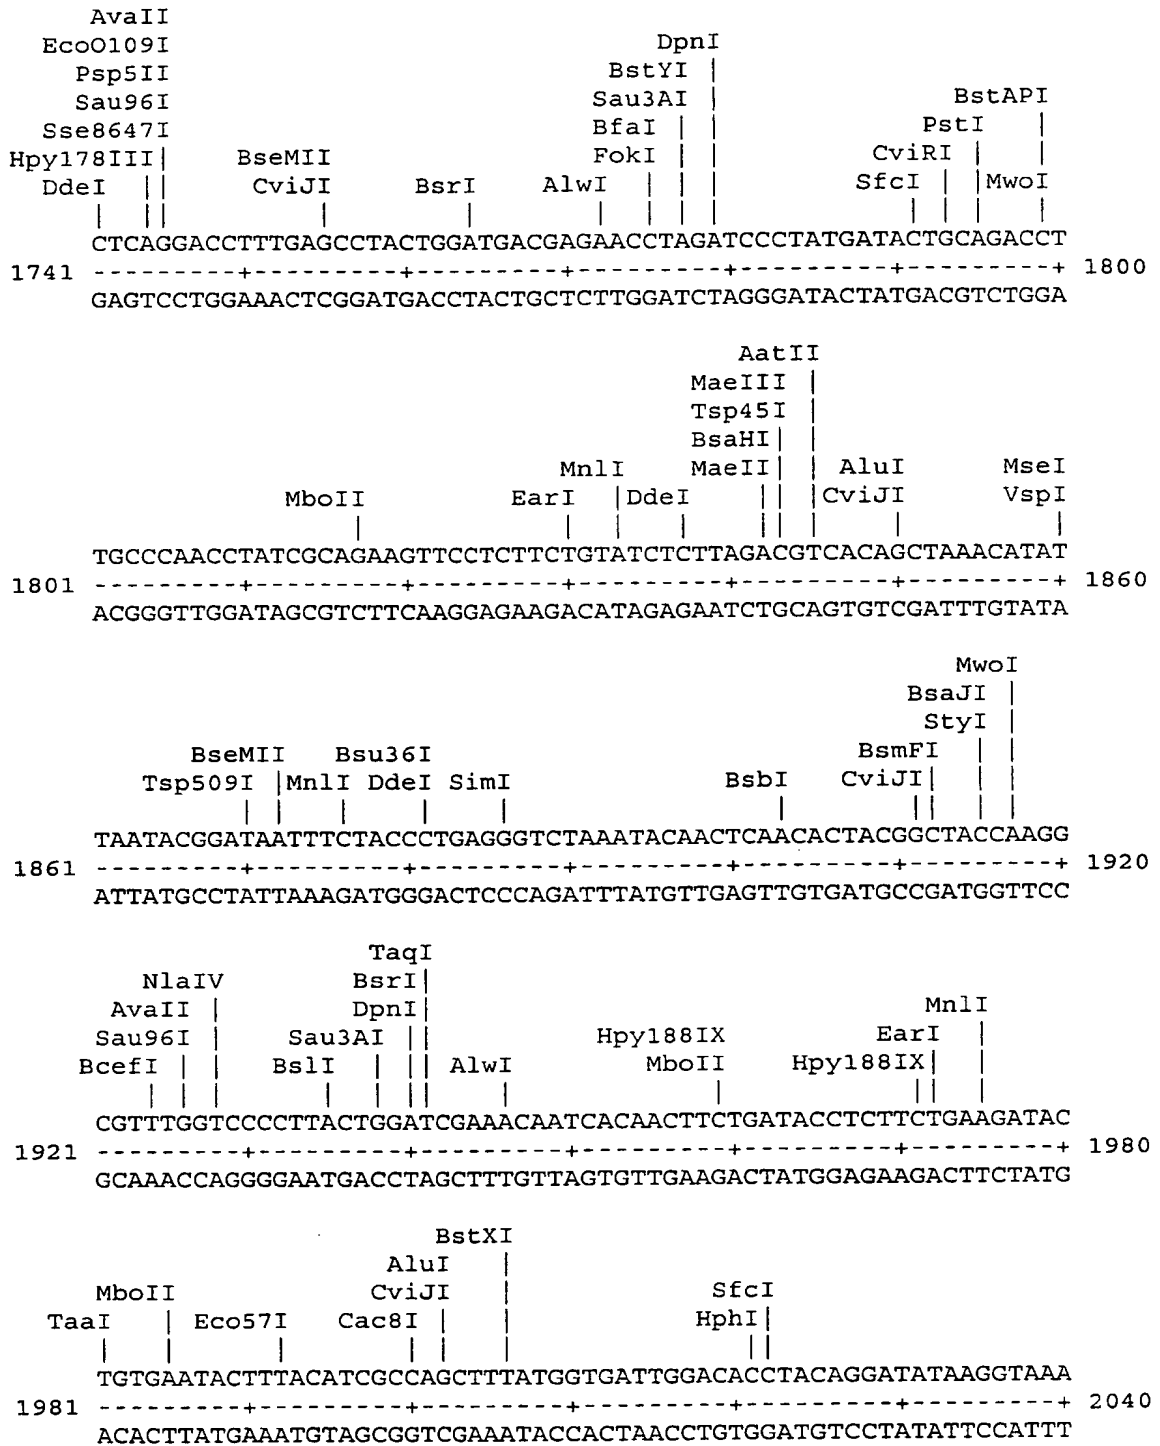 AvaII
EcoO109I
DpnI
Psp5II
BstYI
Sau96I
Sau3AI
BstAPI
Sse8647I
BfaI
PstI
Hpy178III
BseMII
FokI
CviRI
DdeI
CviJI
BsrI
AlwI
SfcI
MwoI
CTCAGGACCTTTGAGCCTACTGGATGACGAGAACCTAGATCCCTATGATACTGCAGACCT
1741 ---------+---------+---------+---------+---------+---------+ 1800
GAGTCCTGGAAACTCGGATGACCTACTGCTCTTGGATCTAGGGATACTATGACGTCTGGA
AatII
MaeIII
Tsp45I
BsaHI
MnlI
MaeII
AluI
MseI
MboII
EarI
DdeI
CviJI
VspI
TGCCCAACCTATCGCAGAAGTTCCTCTTCTGTATCTCTTAGACGTCACAGCTAAACATAT
1801 ---------+---------+---------+---------+---------+---------+ 1860
ACGGGTTGGATAGCGTCTTCAAGGAGAAGACATAGAGAATCTGCAGTGTCGATTTGTATA
MwoI
BsaJI
StyI
BseMII
Bsu36I
BsmFI
Tsp509I
MnlI
DdeI
SimI
BsbI
CviJI
TAATACGGATAATTTCTACCCTGAGGGTCTAAATACAACTCAACACTACGGCTACCAAGG
1861 ---------+---------+---------+---------+---------+---------+ 1920
ATTATGCCTATTAAAGATGGGACTCCCAGATTTATGTTGAGTTGTGATGCCGATGGTTCC
TaqI
NlaIV
BsrI
AvaII
DpnI
MnlI
Sau96I
Sau3AI
Hpy188IX
EarI
BcefI
BslI
AlwI
MboII
Hpy188IX
CGTTTGGTCCCCTTACTGGATCGAAACAATCACAACTTCTGATACCTCTTCTGAAGATAC
1921 ---------+---------+---------+---------+---------+---------+ 1980
GCAAACCAGGGGAATGACCTAGCTTTGTTAGTGTTGAAGACTATGGAGAAGACTTCTATG
BstXI
AluI
MboII
CviJI
SfcI
TaaI
Eco57I
Cac8I
HphI
TGTGAATACTTTACATCGCCAGCTTTATGGTGATTGGACACCTACAGGATATAAGGTAAA
1981 ---------+---------+---------+---------+---------+---------+ 2040
ACACTTATGAAATGTAGCGGTCGAAATACCACTAACCTGTGGATGTCCTATATTCCATTT